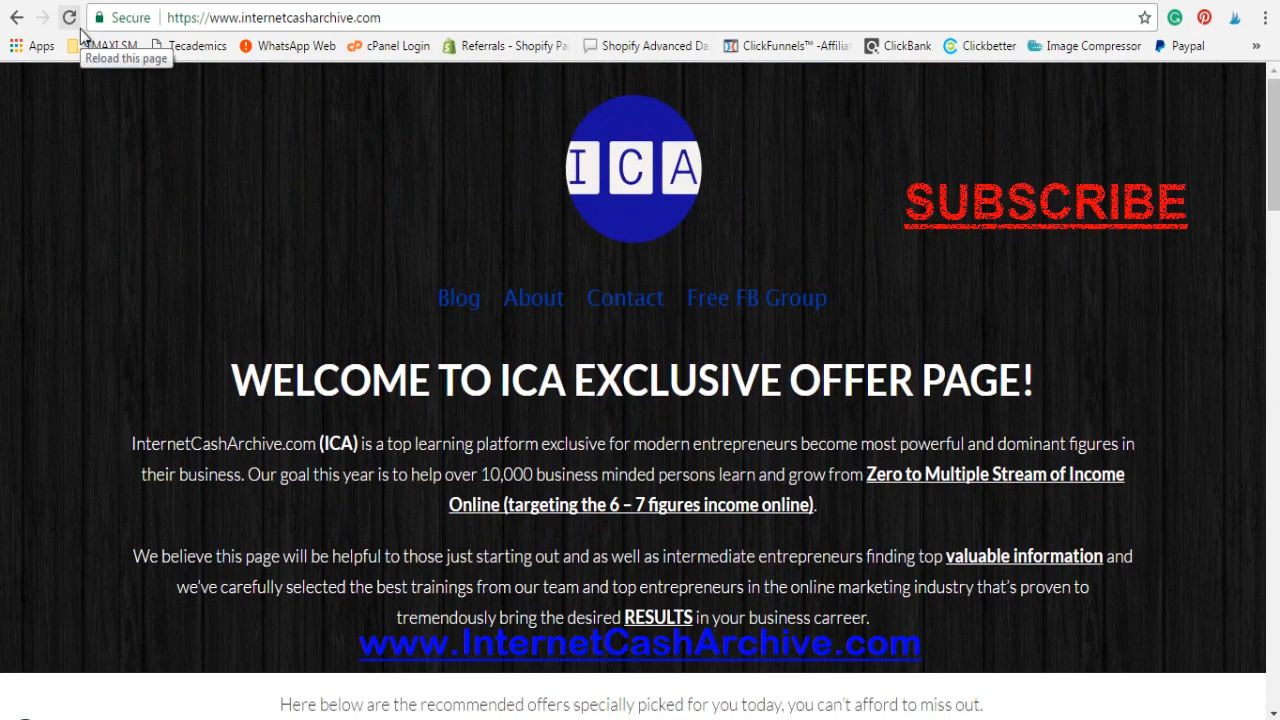 Secure https://www.internetcasharchive.com
Apps Tecademics WhatsApp Web cPanel Login Referrals - Shopify Pa Shopify Advanced Das ClickFunnels™ -Affilia ClickBank Clickbetter Image Compressor Paypal »
Reload this page
ICA
SUBSCRIBE
Blog About Contact Free FB Group
WELCOME TO ICA EXCLUSIVE OFFER PAGE!
InternetCashArchive.com (ICA) is a top learning platform exclusive for modern entrepreneurs become most powerful and dominant figures in
their business. Our goal this year is to help over 10,000 business minded persons learn and grow from Zero to Multiple Stream of Income
Online (targeting the 6 – 7 figures income online).
We believe this page will be helpful to those just starting out and as well as intermediate entrepreneurs finding top valuable information and
we've carefully selected the best trainings from our team and top entrepreneurs in the online marketing industry that's proven to
tremendously bring the desired RESULTS in your business carreer.
www.InternetCashArchive.com
Here below are the recommended offers specially picked for you today, you can't afford to miss out.